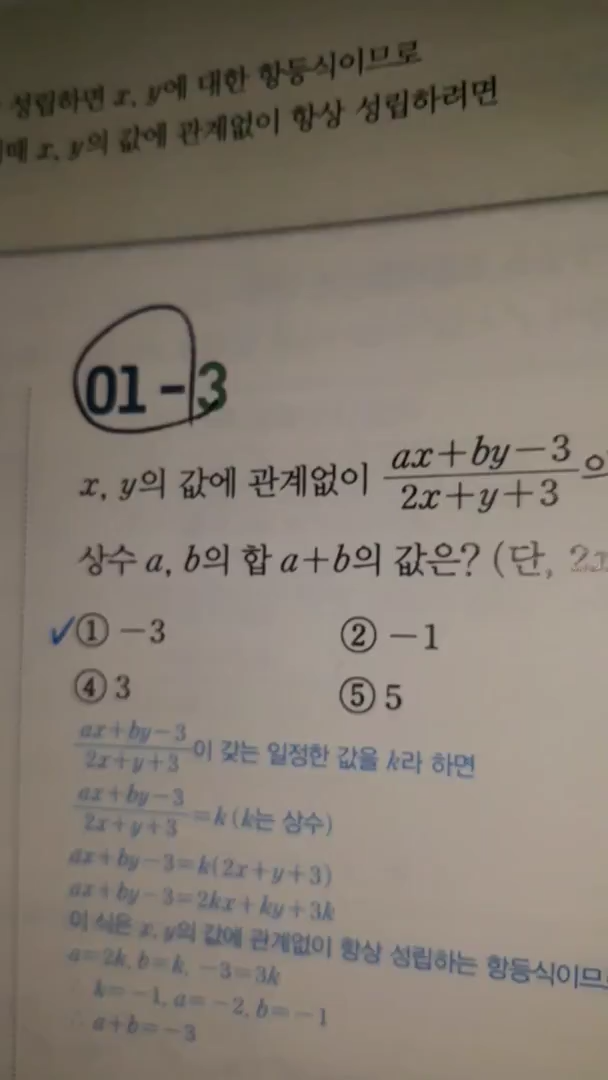 성립하면 x, y에 대한 항등식이므로
x, y의 값에 관계없이 항상 성립하려면
01-3
x, y의 값에 관계없이 \frac{ax+by-3}{2x+y+3}
상수 a, b의 합 a+b의 값은? (단,
✓① -3 ② -1
④ 3 ⑤ 5
\frac{ax+by-3}{2x+y+3}이 갖는 일정한 값을 k라 하면
\frac{ax+by-3}{2x+y+3}=k (k는 상수)
ax+by-3=k(2x+y+3)
ax+by-3=2kx+ky+3k
이 식은 x, y의 값에 관계없이 항상 성립하는 항등식이므로
a=2k, b=k, -3=3k
k=-1, a=-2, b=-1
∴ a+b=-3